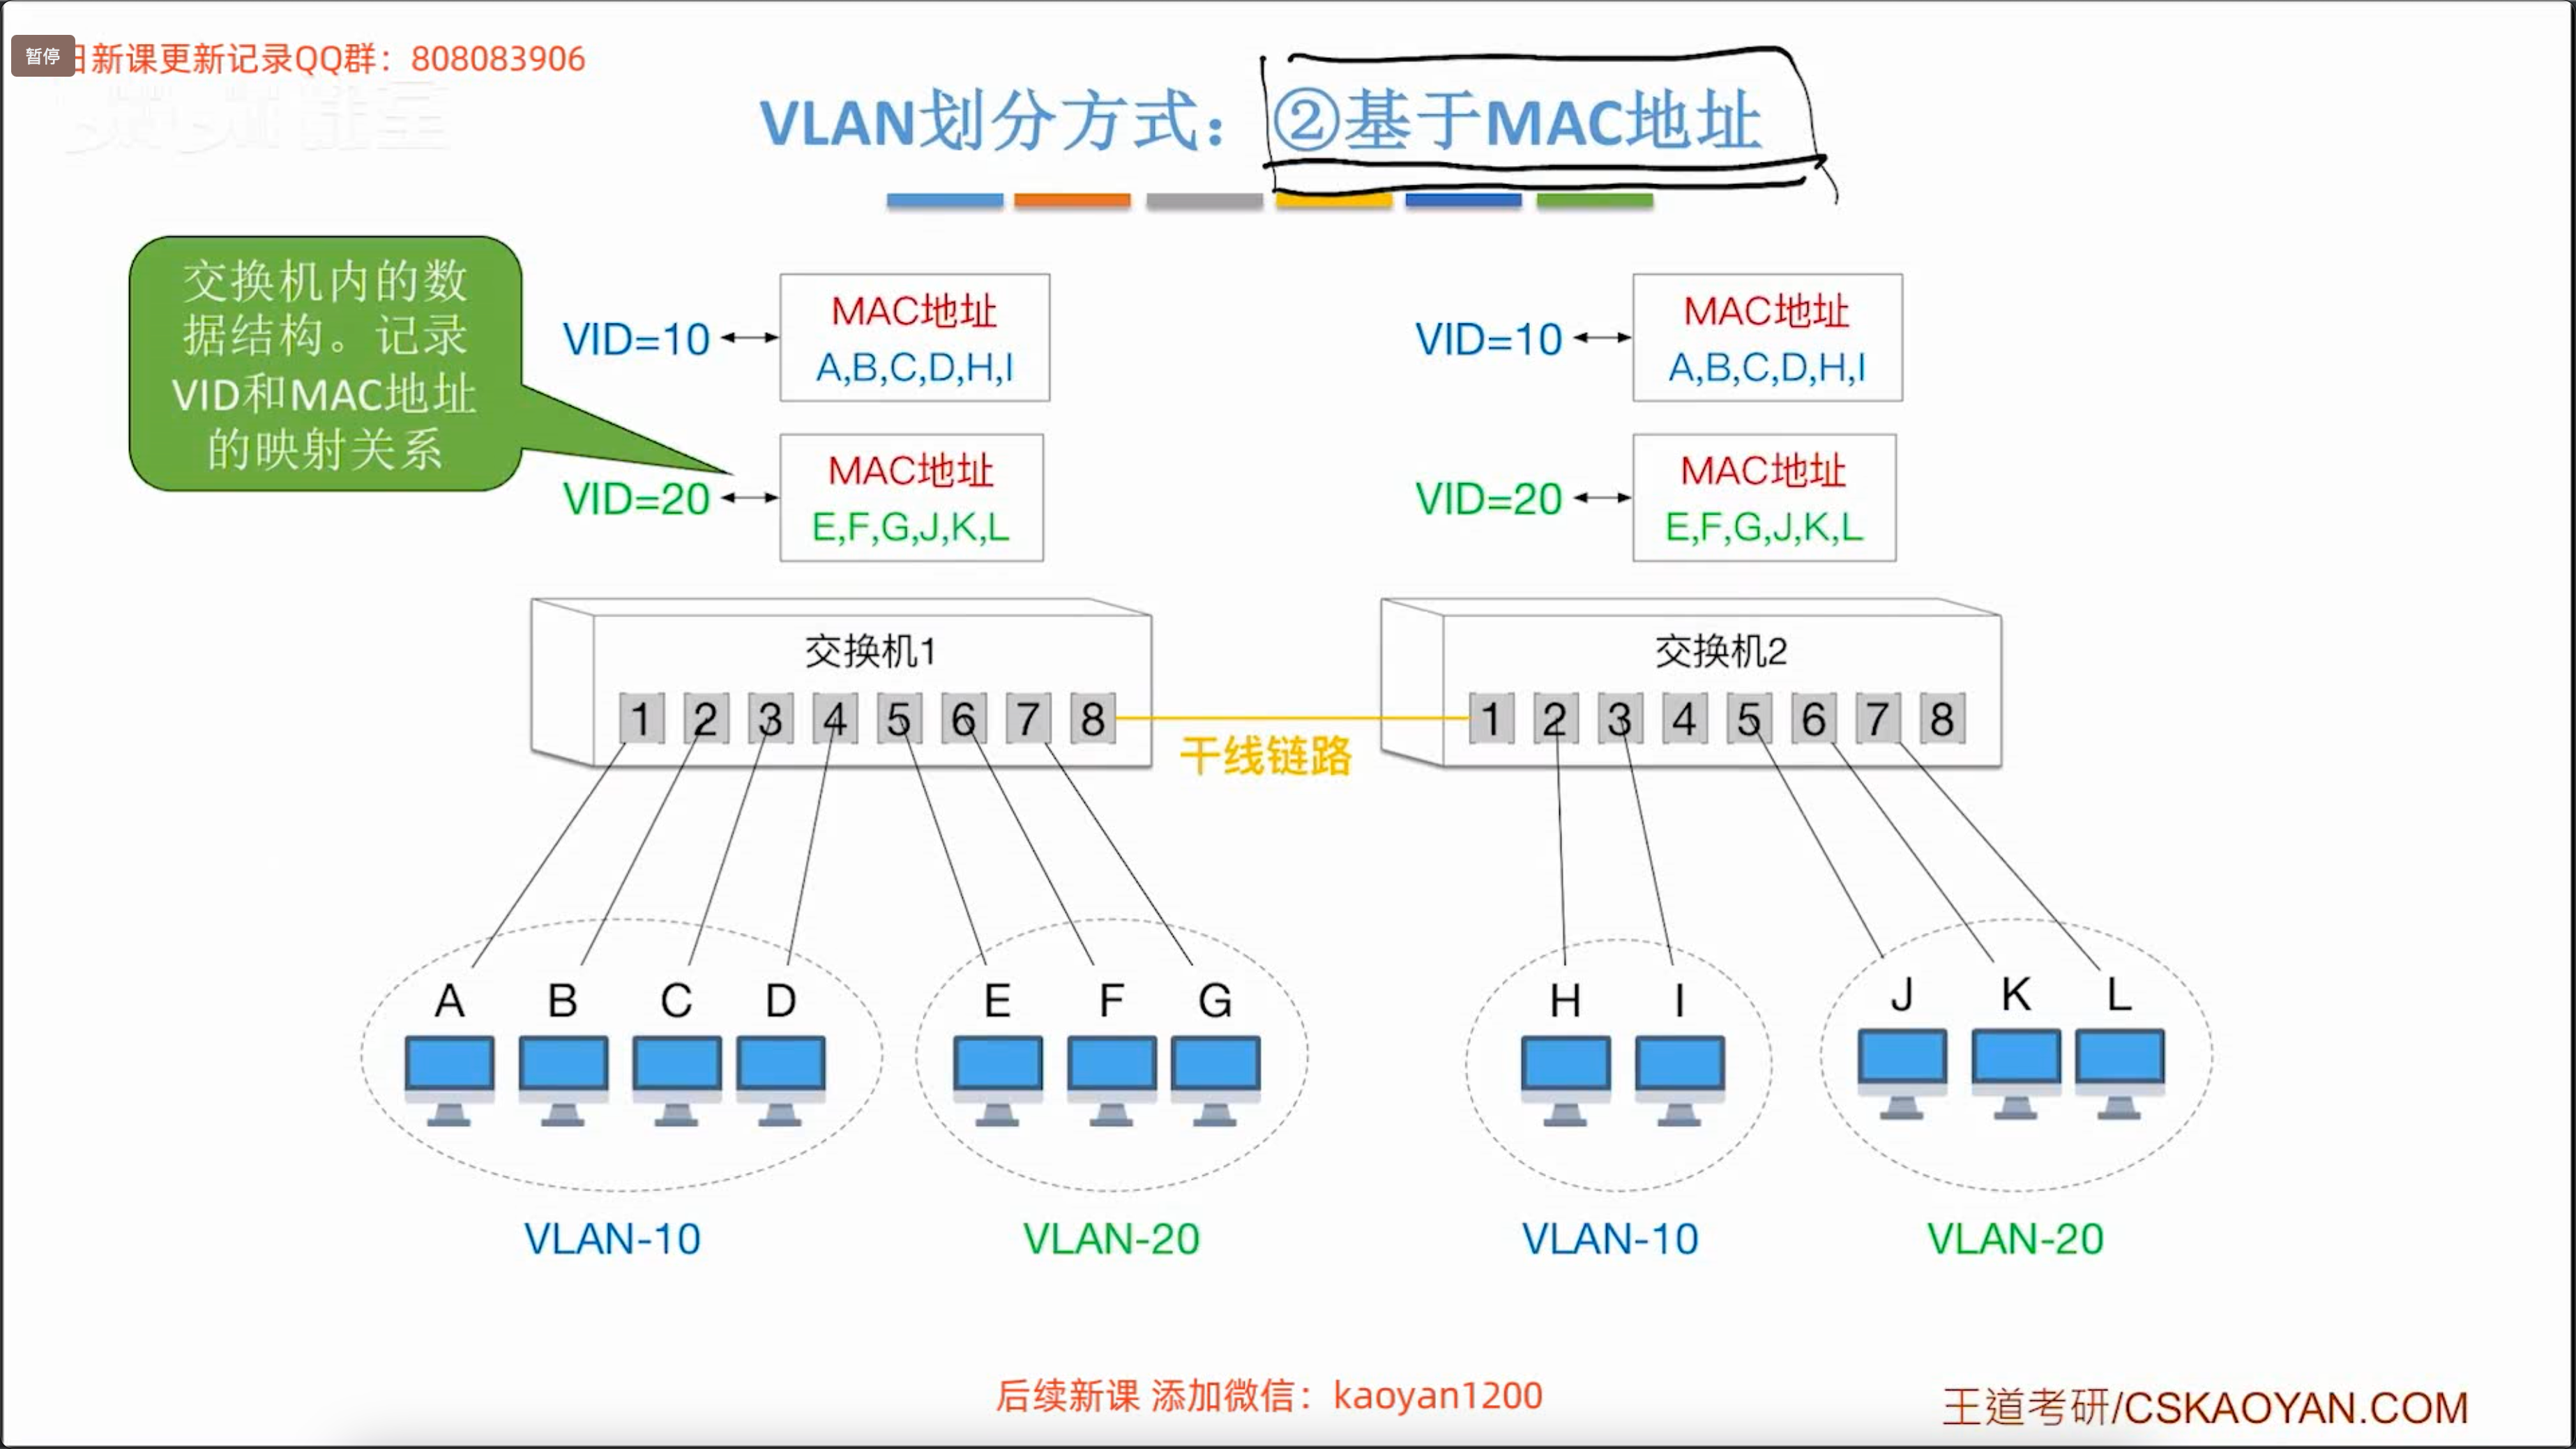 暂停
日新课更新记录QQ群：808083906
VLAN划分方式：②基于MAC地址
交换机内的数
据结构。记录
VID和MAC地址
的映射关系
VID=10
MAC地址
A,B,C,D,H,I
VID=20
MAC地址
E,F,G,J,K,L
VID=10
MAC地址
A,B,C,D,H,I
VID=20
MAC地址
E,F,G,J,K,L
交换机1
1 2 3 4 5 6 7 8
干线链路
交换机2
1 2 3 4 5 6 7 8
A B C D
E F G
H I
J K L
VLAN-10
VLAN-20
VLAN-10
VLAN-20
后续新课 添加微信：kaoyan1200
王道考研/CSKAOYAN.COM